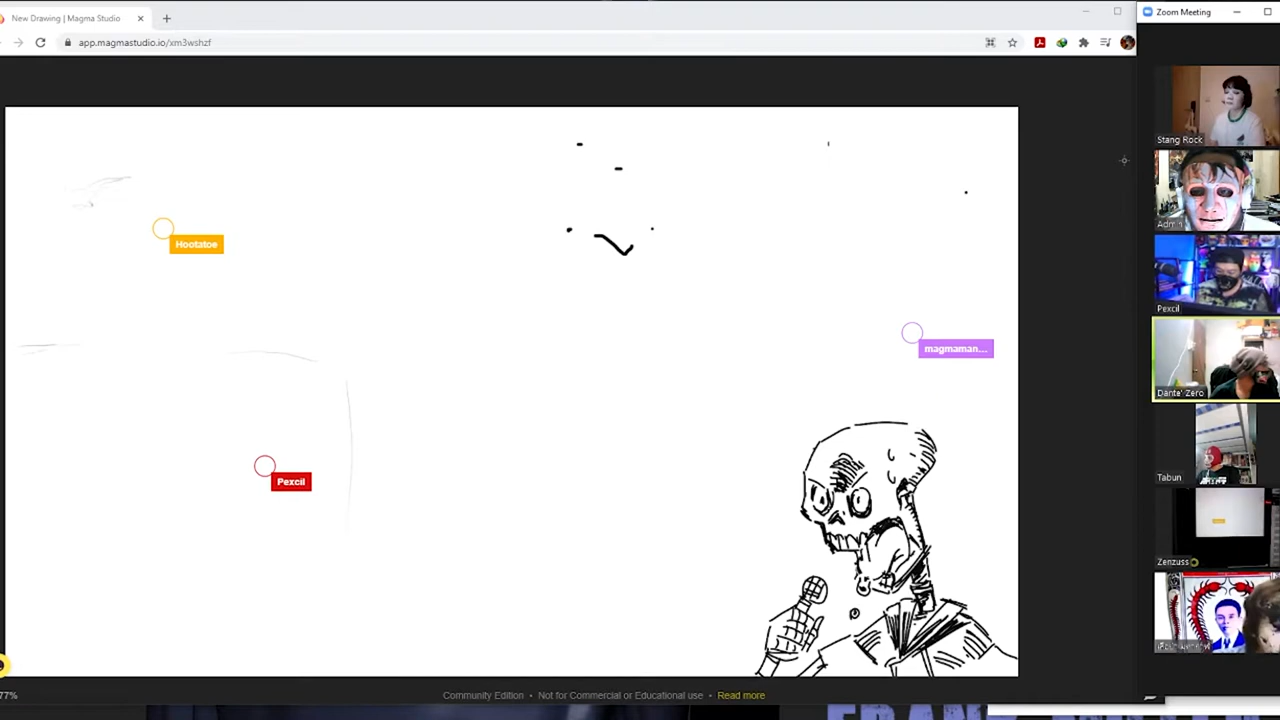 New Drawing | Magma Studio
Zoom Meeting
app.magmastudio.io/xm3wshzf
Stang Rock
Hootatoe
Admin
Pexcil
magmaman...
Dante' Zero
Pexcil
Tabun
Zenzuss
77%
Community Edition • Not for Commercial or Educational use • Read more